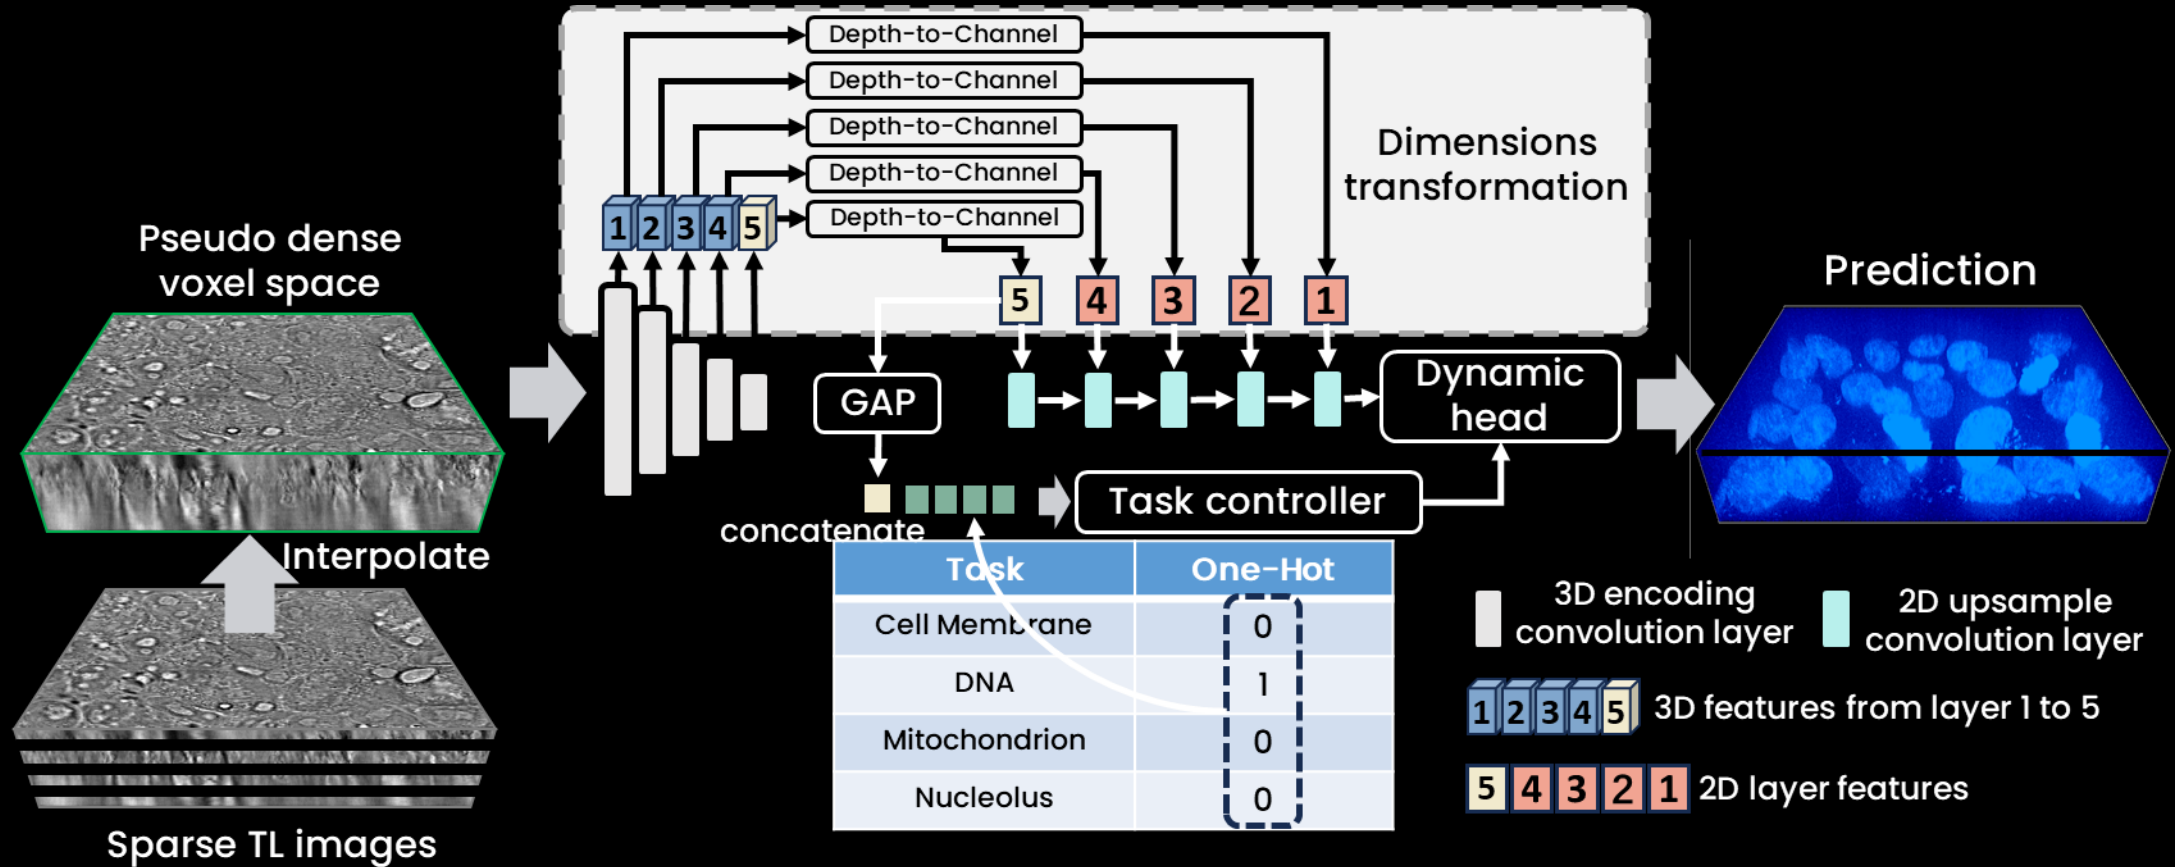 Depth-to-Channel
Depth-to-Channel
Depth-to-Channel
Depth-to-Channel
Depth-to-Channel
Dimensions
transformation
1 2 3 4 5
5 4 3 2 1
Pseudo dense
voxel space
Interpolate
Sparse TL images
GAP
concatenate
Dynamic
head
Task controller
Prediction
Task One-Hot
Cell Membrane 0
DNA 1
Mitochondrion 0
Nucleolus 0
3D encoding
convolution layer
2D upsample
convolution layer
1 2 3 4 5 3D features from layer 1 to 5
5 4 3 2 1 2D layer features